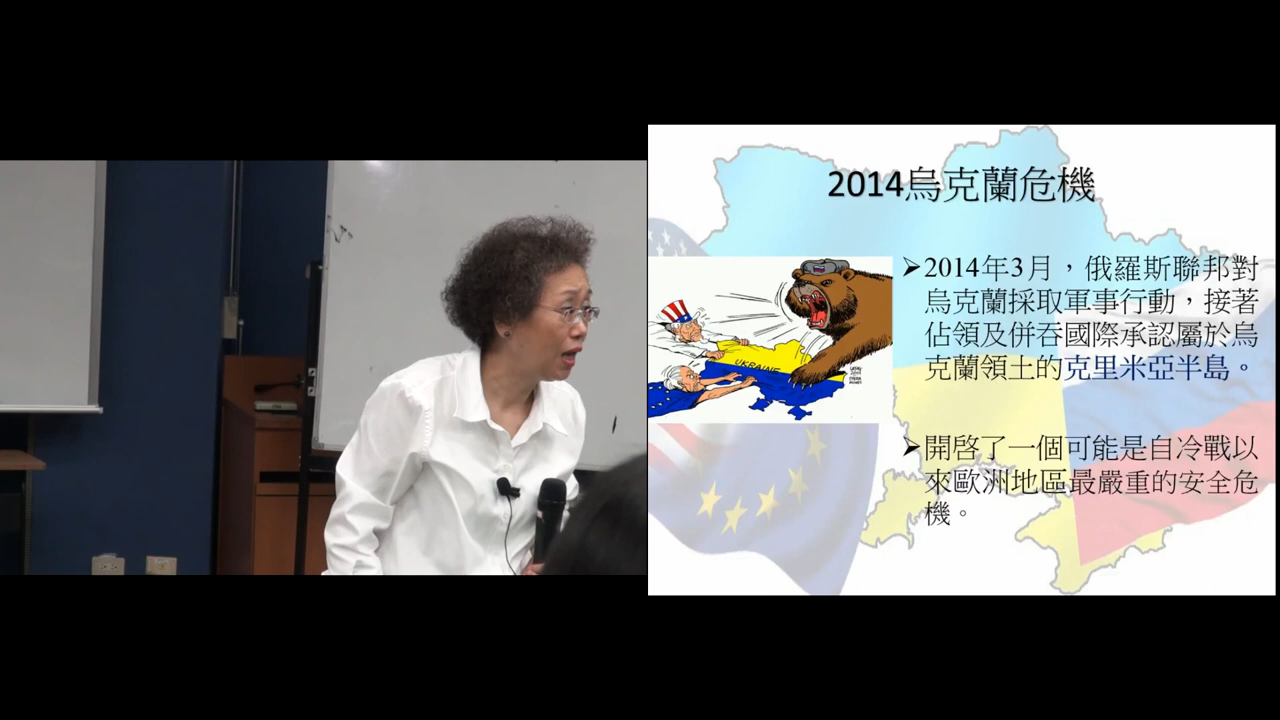 2014烏克蘭危機
UKRAINE
➢2014年3月，俄羅斯聯邦對
烏克蘭採取軍事行動，接著
佔領及併吞國際承認屬於烏
克蘭領土的克里米亞半島。
➢開啓了一個可能是自冷戰以
來歐洲地區最嚴重的安全危
機。